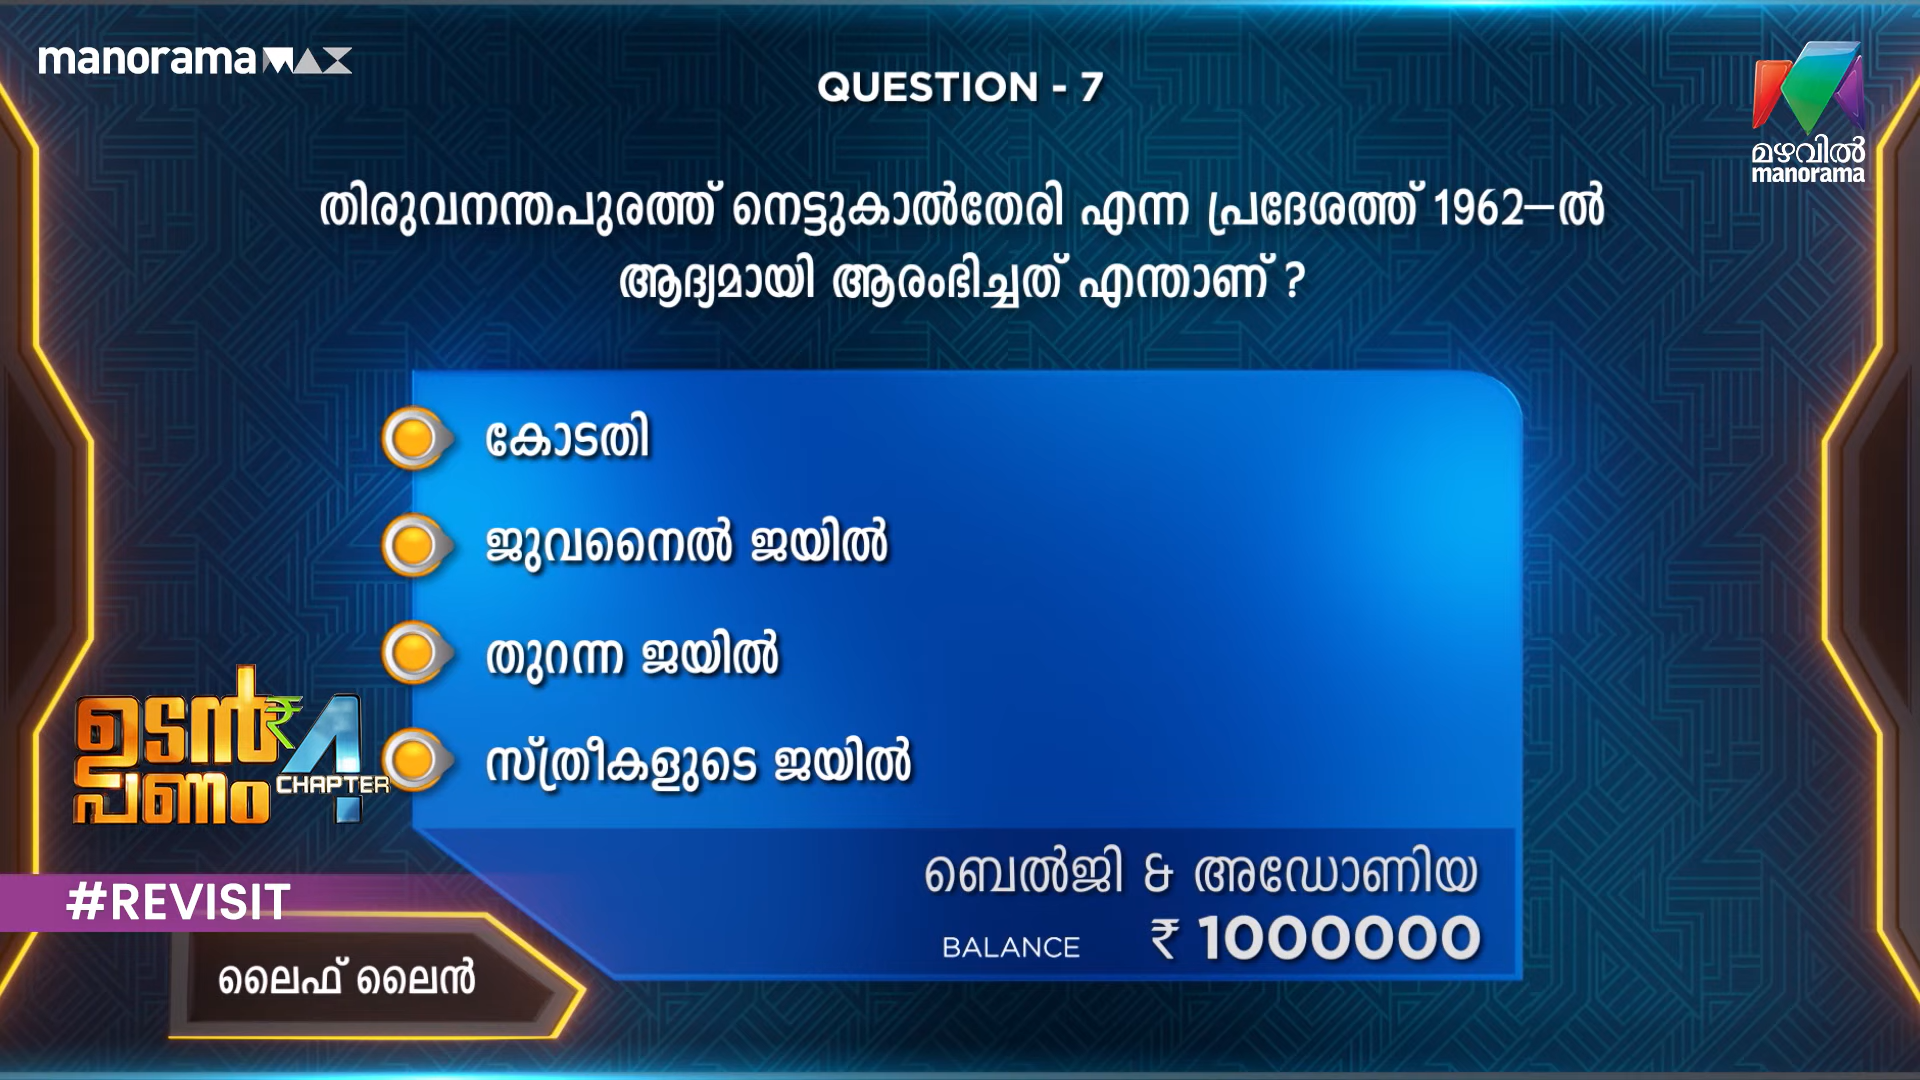 manorama MAX
QUESTION - 7
മഴവിൽ
manorama
തിരുവനന്തപുരത്ത് നെട്ടുകാൽതേരി എന്ന പ്രദേശത്ത് 1962-ൽ
ആദ്യമായി ആരംഭിച്ചത് എന്താണ് ?
കോടതി
ജുവനൈൽ ജയിൽ
തുറന്ന ജയിൽ
സ്ത്രീകളുടെ ജയിൽ
ഉടൻ ₹ 4
പണം CHAPTER
ബെൽജി & അഡോണിയ
BALANCE ₹ 1000000
#REVISIT
ലൈഫ് ലൈൻ